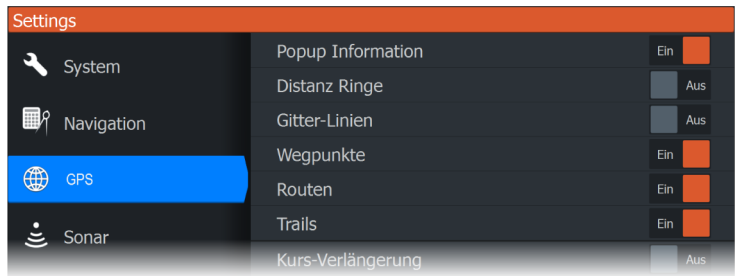 Settings
System
Navigation
GPS
Sonar
Popup Information Ein
Distanz Ringe Aus
Gitter-Linien Aus
Wegpunkte Ein
Routen Ein
Trails Ein
Kurs-Verlängerung Aus